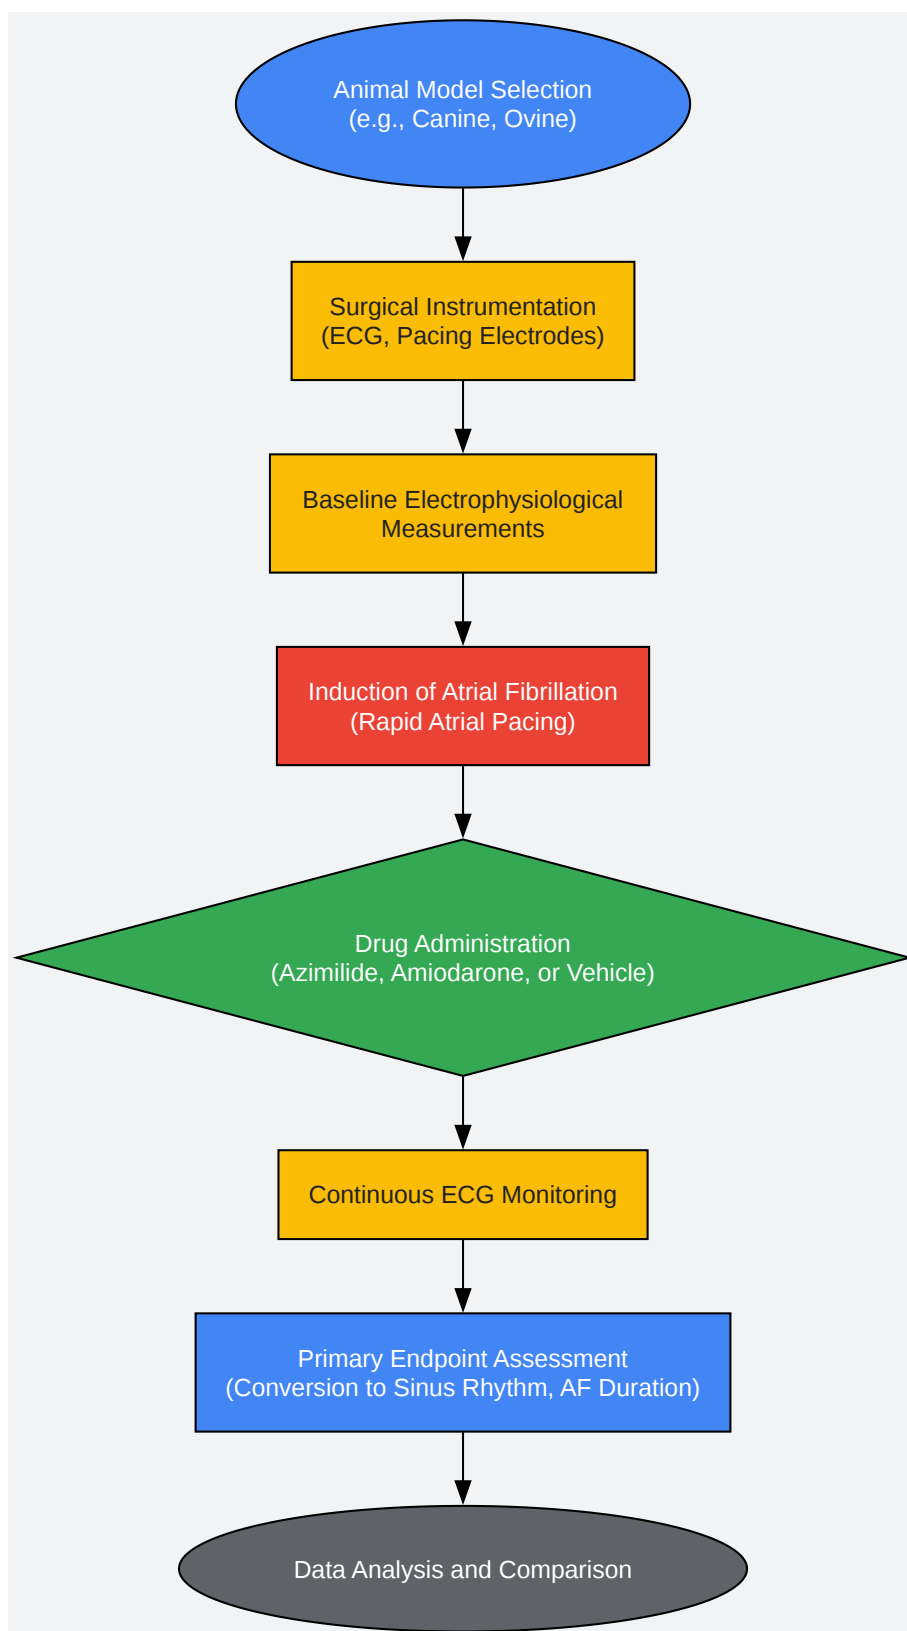 Animal Model Selection
(e.g., Canine, Ovine)
Surgical Instrumentation
(ECG, Pacing Electrodes)
Baseline Electrophysiological
Measurements
Induction of Atrial Fibrillation
(Rapid Atrial Pacing)
Drug Administration
(Azimilide, Amiodarone, or Vehicle)
Continuous ECG Monitoring
Primary Endpoint Assessment
(Conversion to Sinus Rhythm, AF Duration)
Data Analysis and Comparison